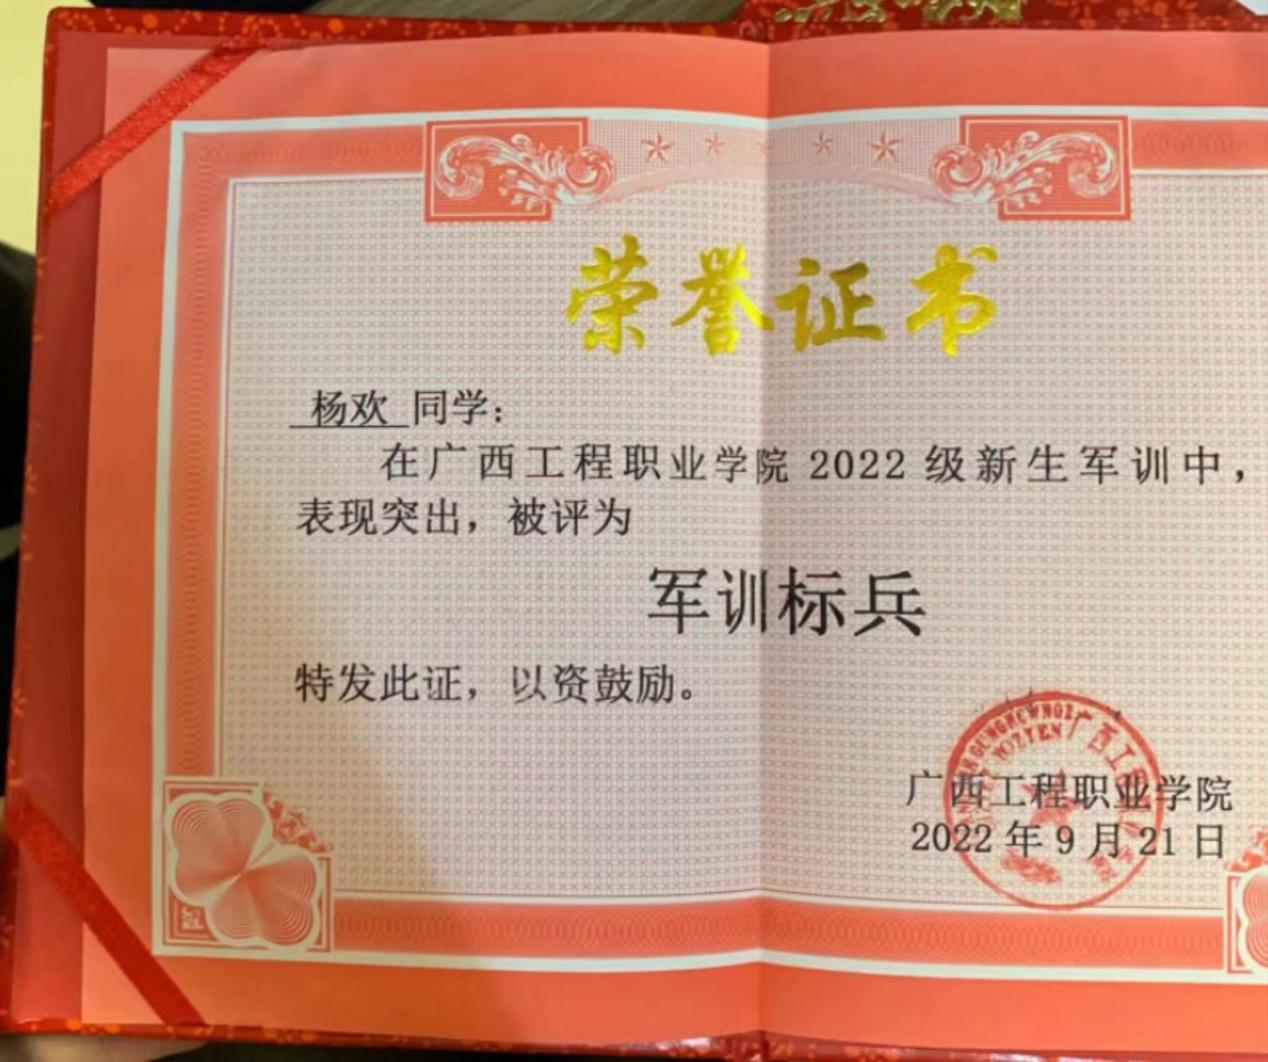 荣誉证书
杨欢 同学：
在广西工程职业学院 2022 级新生军训中，
表现突出，被评为
军训标兵
特发此证，以资鼓励。
广西工程职业学院
2022 年 9 月 21 日